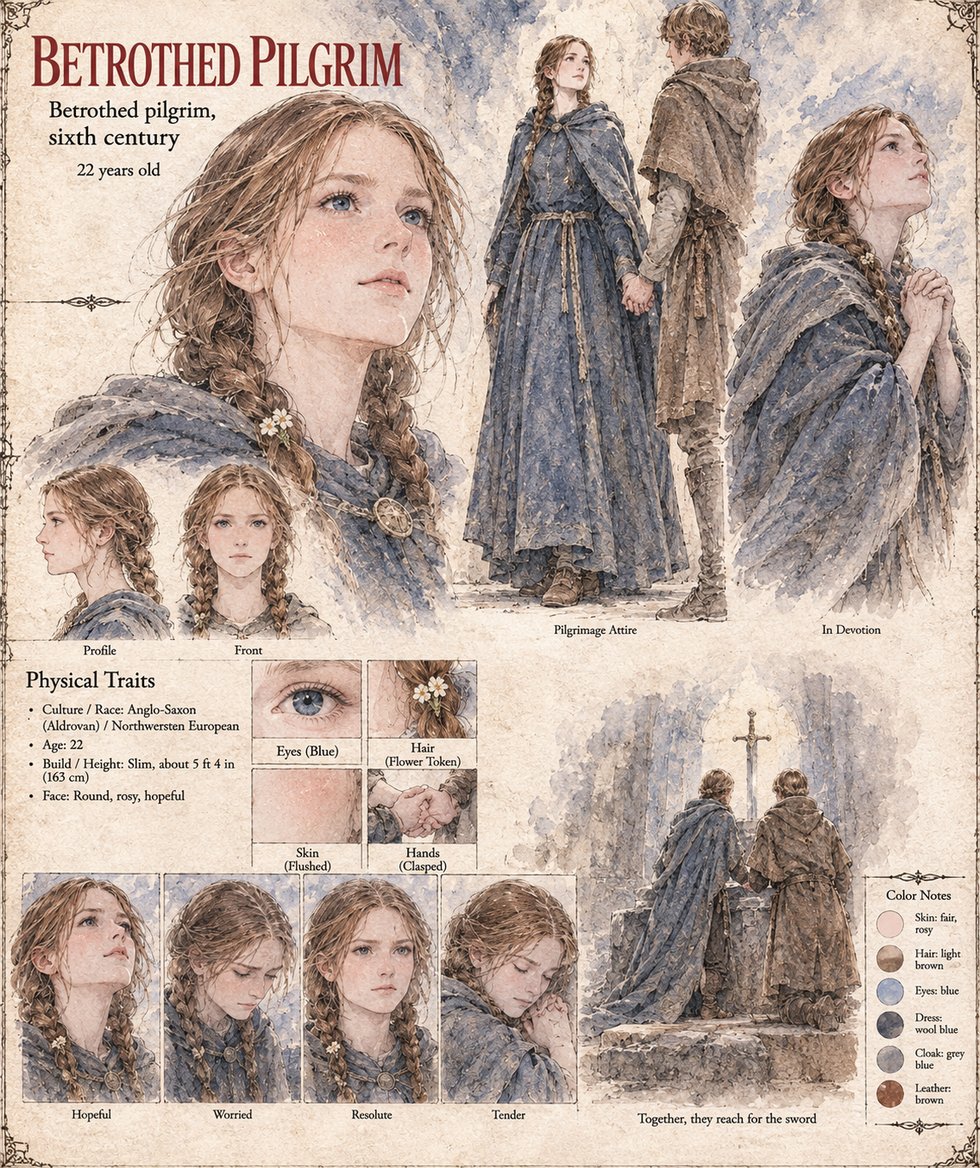 BETROTHED PILGRIM
Betrothed pilgrim,
sixth century
22 years old
Profile
Front
Pilgrimage Attire
In Devotion
Physical Traits
• Culture / Race: Anglo-Saxon
(Aldrovan) / Northwersten European
• Age: 22
• Build / Height: Slim, about 5 ft 4 in
(163 cm)
• Face: Round, rosy, hopeful
Eyes (Blue)
Hair
(Flower Token)
Skin
(Flushed)
Hands
(Clasped)
Hopeful
Worried
Resolute
Tender
Together, they reach for the sword
Color Notes
Skin: fair,
rosy
Hair: light
brown
Eyes: blue
Dress:
wool blue
Cloak: grey
blue
Leather:
brown